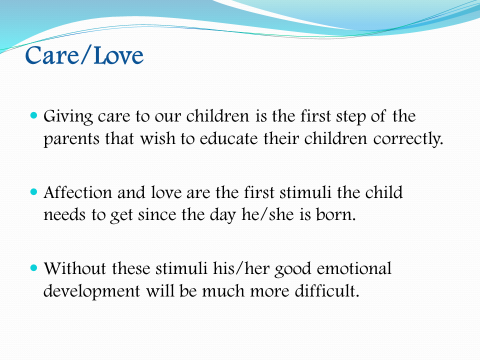 Care/Love
Giving care to our children is the first step of the
parents that wish to educate their children correctly.
Affection and love are the first stimuli the child
needs to get since the day he/she is born.
Without these stimuli his/her good emotional
development will be much more difficult.